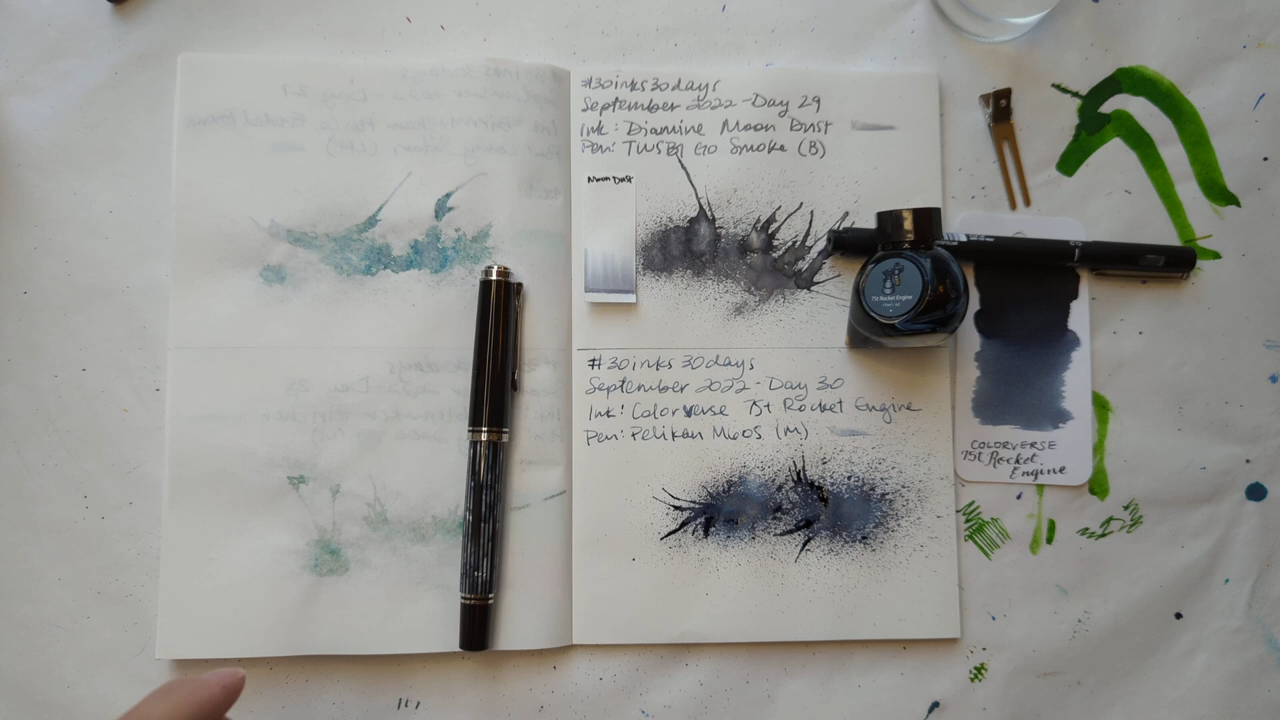 #30inks30days
September 2022 - Day 29
Ink: Diamine Moon Dust
Pen: TWSBI Go Smoke (B)
Moon Dust
#30inks30days
September 2022 - Day 30
Ink: Colorverse 75t Rocket Engine
Pen: Pelikan M605 (M)
75t Rocket Engine
COLORVERSE
75t Rocket
Engine